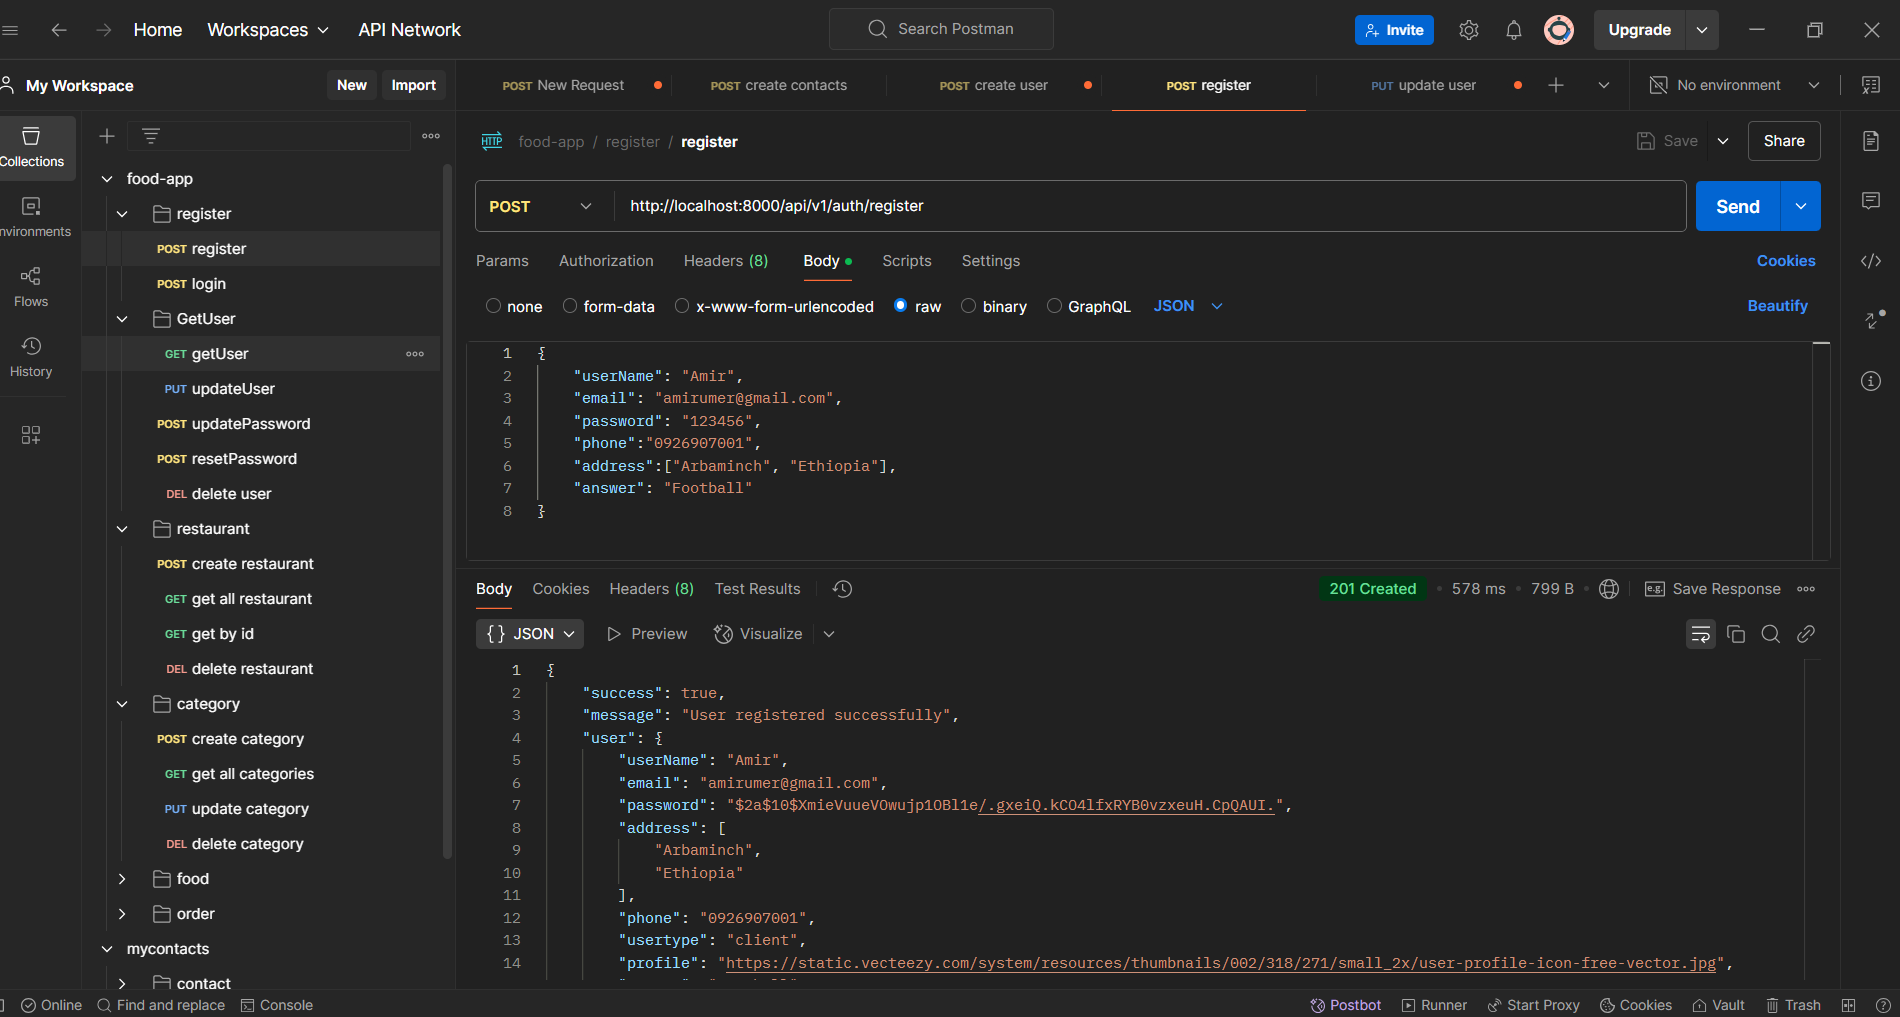 Home Workspaces API Network Search Postman Invite Upgrade
My Workspace New Import
POST New Request POST create contacts POST create user POST register PUT update user No environment
Collections
nvironments
Flows
History
food-app
register
POST register
POST login
GetUser
GET getUser
PUT updateUser
POST updatePassword
POST resetPassword
DEL delete user
restaurant
POST create restaurant
GET get all restaurant
GET get by id
DEL delete restaurant
category
POST create category
GET get all categories
PUT update category
DEL delete category
food
order
mycontacts
contact
HTTP food-app / register / register Save Share
POST http://localhost:8000/api/v1/auth/register Send
Params Authorization Headers (8) Body Scripts Settings Cookies
none form-data x-www-form-urlencoded raw binary GraphQL JSON Beautify
1 {
2 "userName": "Amir",
3 "email": "amirumer@gmail.com",
4 "password": "123456",
5 "phone":"0926907001",
6 "address":["Arbaminch", "Ethiopia"],
7 "answer": "Football"
8 }
Body Cookies Headers (8) Test Results 201 Created 578 ms 799 B e.g. Save Response
{} JSON Preview Visualize
1 {
2 "success": true,
3 "message": "User registered successfully",
4 "user": {
5 "userName": "Amir",
6 "email": "amirumer@gmail.com",
7 "password": "$2a$10$XmieVuueVOwujp1OBl1e/.gxeiQ.kCO4lfxRYB0vzxeuH.CpQAUI.",
8 "address": [
9 "Arbaminch",
10 "Ethiopia"
11 ],
12 "phone": "0926907001",
13 "usertype": "client",
14 "profile": "https://static.vecteezy.com/system/resources/thumbnails/002/318/271/small_2x/user-profile-icon-free-vector.jpg",
Online Find and replace Console Postbot Runner Start Proxy Cookies Vault Trash